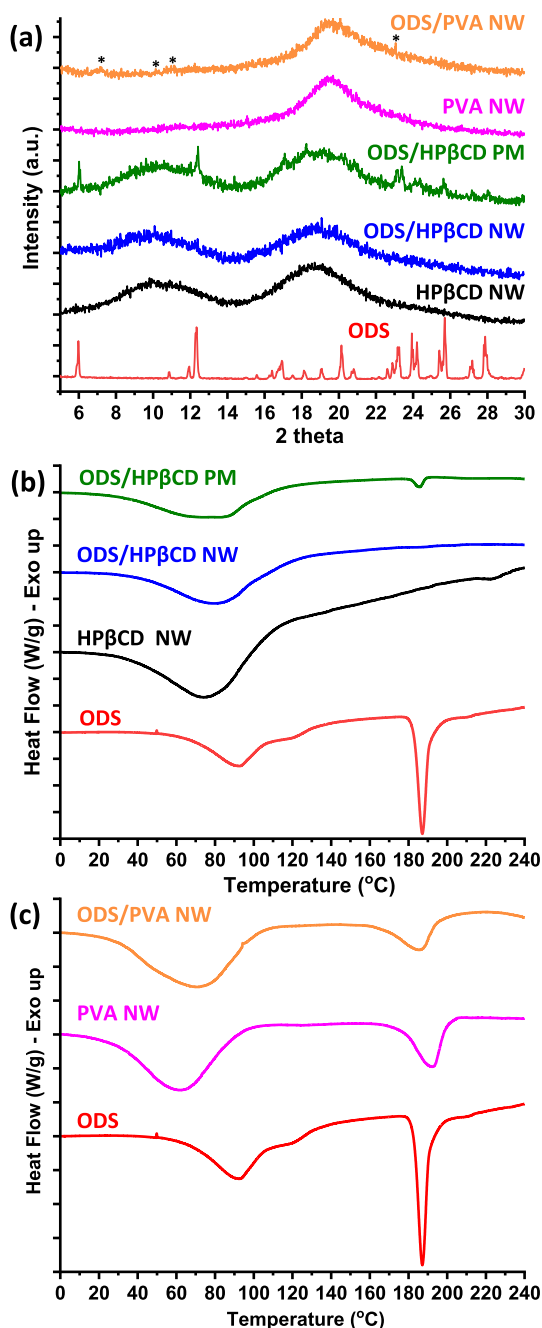 (a)
ODS/PVA NW
* * * *
PVA NW
ODS/HPβCD PM
ODS/HPβCD NW
HPβCD NW
ODS
Intensity (a.u.)
6 8 10 12 14 16 18 20 22 24 26 28 30
2 theta
(b)
ODS/HPβCD PM
ODS/HPβCD NW
HPβCD NW
ODS
Heat Flow (W/g) - Exo up
0 20 40 60 80 100 120 140 160 180 200 220 240
Temperature (°C)
(c)
ODS/PVA NW
PVA NW
ODS
Heat Flow (W/g) - Exo up
0 20 40 60 80 100 120 140 160 180 200 220 240
Temperature (°C)